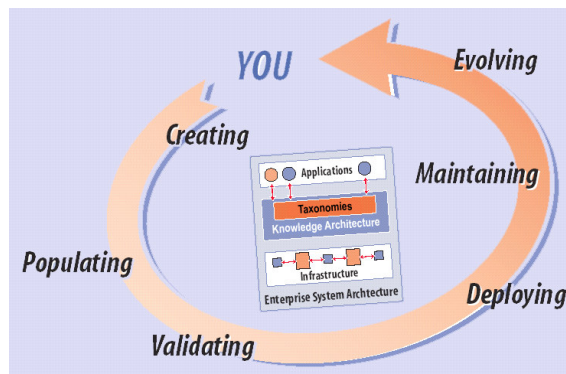 YOU
Evolving
Creating
Applications
Maintaining
Taxonomies
Knowledge Architecture
Populating
Infrastructure
Enterprise System Archtecture
Deploying
Validating